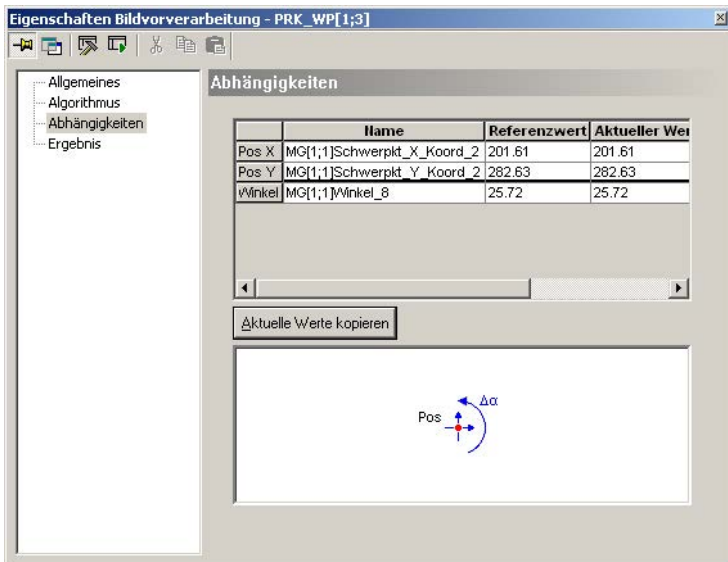 Eigenschaften Bildvorverarbeitung - PRK_WP[1;3]
Allgemeines
Algorithmus
Abhängigkeiten
Ergebnis
Abhängigkeiten
Name Referenzwert Aktueller Wer
Pos X MG[1;1]Schwerpkt_X_Koord_2 201.61 201.61
Pos Y MG[1;1]Schwerpkt_Y_Koord_2 282.63 282.63
Winkel MG[1;1]Winkel_8 25.72 25.72
Aktuelle Werte kopieren
Δα
Pos